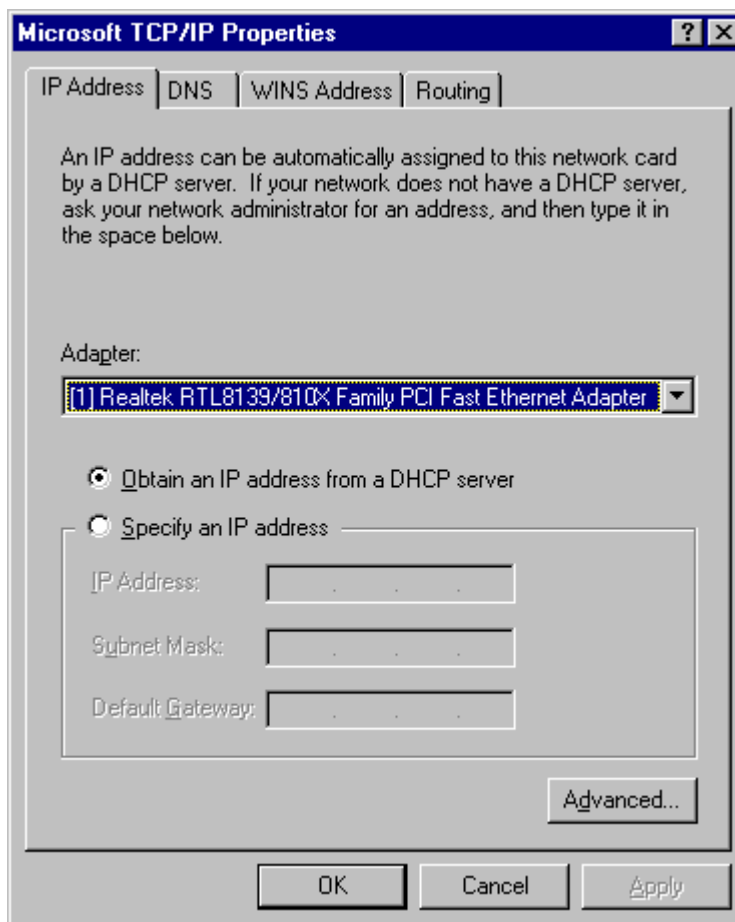 Microsoft TCP/IP Properties
IP Address DNS WINS Address Routing
An IP address can be automatically assigned to this network card
by a DHCP server. If your network does not have a DHCP server,
ask your network administrator for an address, and then type it in
the space below.
Adapter:
[1] Realtek RTL8139/810X Family PCI Fast Ethernet Adapter
Obtain an IP address from a DHCP server
Specify an IP address
IP Address:
Subnet Mask:
Default Gateway:
Advanced...
OK Cancel Apply